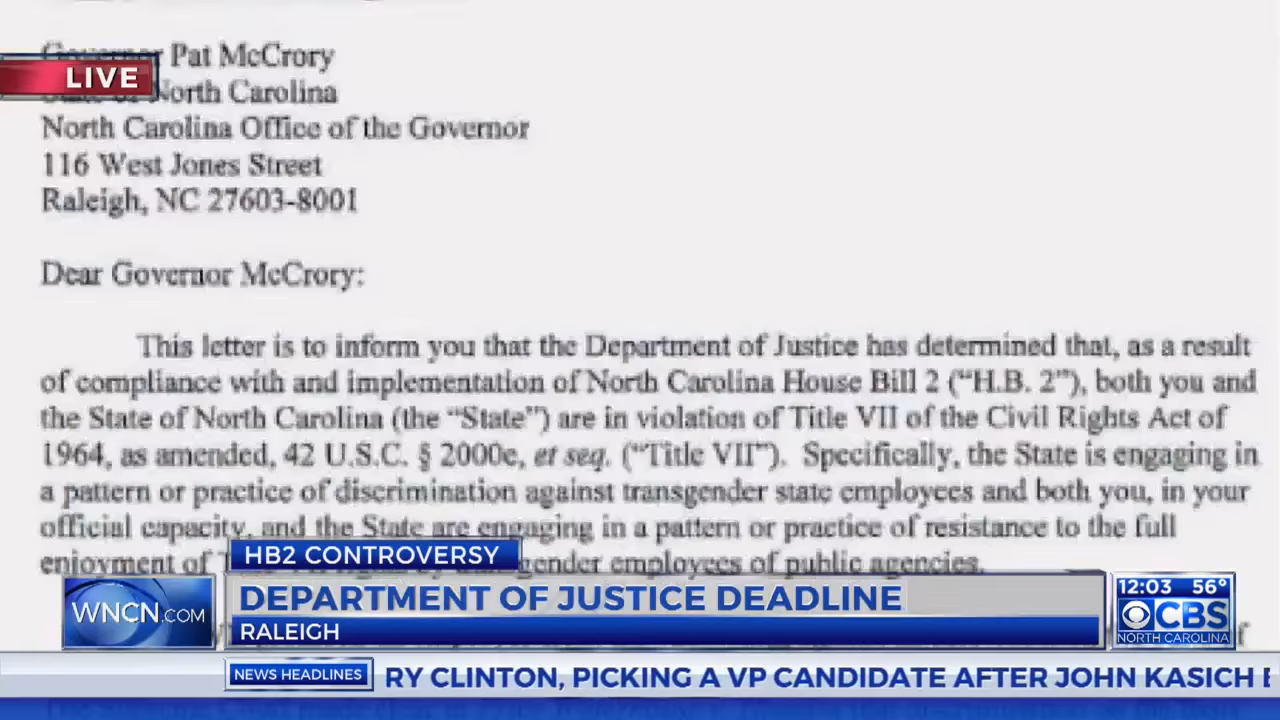 Governor Pat McCrory
LIVE
State of North Carolina
North Carolina Office of the Governor
116 West Jones Street
Raleigh, NC 27603-8001
Dear Governor McCrory:
This letter is to inform you that the Department of Justice has determined that, as a result
of compliance with and implementation of North Carolina House Bill 2 (“H.B. 2”), both you and
the State of North Carolina (the “State”) are in violation of Title VII of the Civil Rights Act of
1964, as amended, 42 U.S.C. § 2000e, et seq. (“Title VII”). Specifically, the State is engaging in
a pattern or practice of discrimination against transgender state employees and both you, in your
official capacity, and the State are engaging in a pattern or practice of resistance to the full
enjoyment of gender employees of public agencies.
HB2 CONTROVERSY
WNCN.COM
DEPARTMENT OF JUSTICE DEADLINE
RALEIGH
12:03 56°
CBS
NORTH CAROLINA
NEWS HEADLINES
RY CLINTON, PICKING A VP CANDIDATE AFTER JOHN KASICH